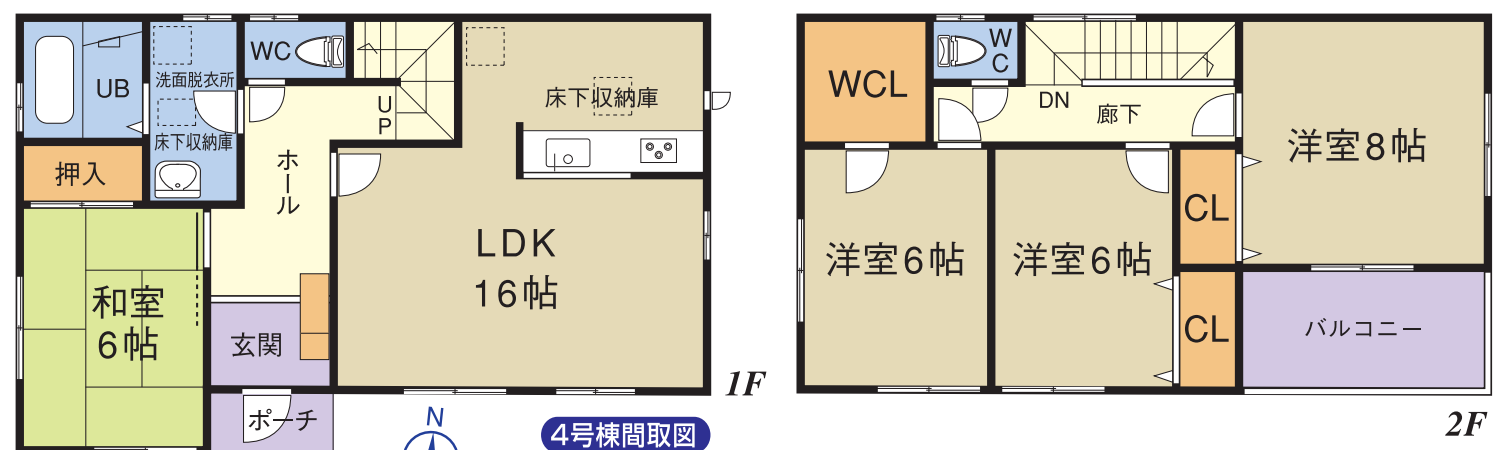 UB
洗面脱衣所
床下収納庫
WC
UP
床下収納庫
押入
ホール
LDK
16帖
和室
6帖
玄関
ポーチ
1F
N
4号棟間取図
WCL
WC
DN
廊下
洋室8帖
洋室6帖
洋室6帖
CL
CL
バルコニー
2F